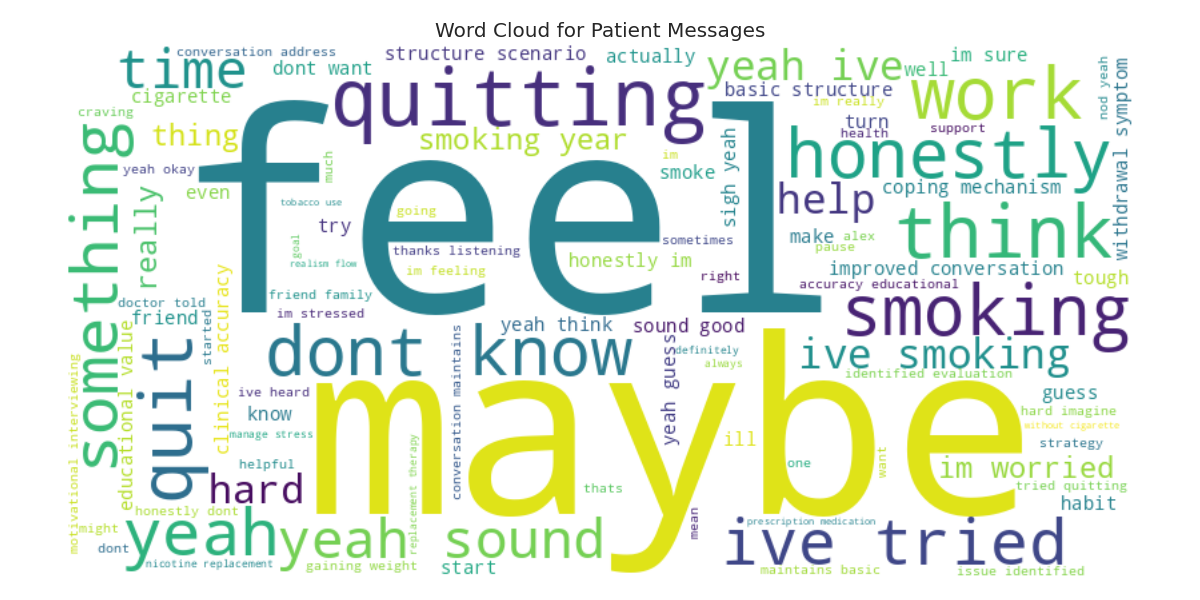 Word Cloud for Patient Messages
conversation address
structure scenario
actually
yeah ive
well
im sure
time
dont want
quitting
basic structure
work
cigarette
im really
craving
thing
smoking year
turn
health
support
nod yeah
withdrawal symptom
feel
honestly
something
yeah okay
much
im
smoke
sigh yeah
help
coping mechanism
even
really
tobacco use
going
try
make
alex
pause
think
goal
thanks listening
sometimes
realism flow
im feeling
honestly im
right
improved conversation
tough
accuracy educational
doctor told
friend family
friend
im stressed
started
clinical accuracy
smoking
yeah think
sound good
dont know
quit
educational value
conversation maintains
yeah guess
definitely
always
ive smoking
identified evaluation
motivational interviewing
ive heard
know
maybe
guess
hard imagine
without cigarette
manage stress
replacement therapy
ill
strategy
helpful
one
want
im worried
hard
thats
tried quitting
habit
honestly dont
might
mean
prescription medication
yeah
yeah sound
ive tried
dont
nicotine replacement
gaining weight
start
maintains basic
issue identified